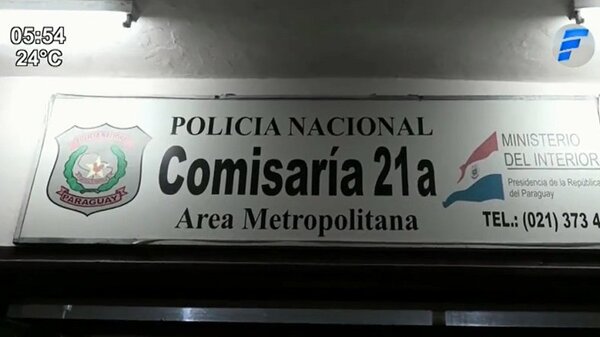 05:54
24°C
POLICIA NACIONAL
Comisaría 21a
Area Metropolitana
PARAGUAY
MINISTERIO
DEL INTERIOR
Presidencia de la República
del Paraguay
TEL.: (021) 373 4